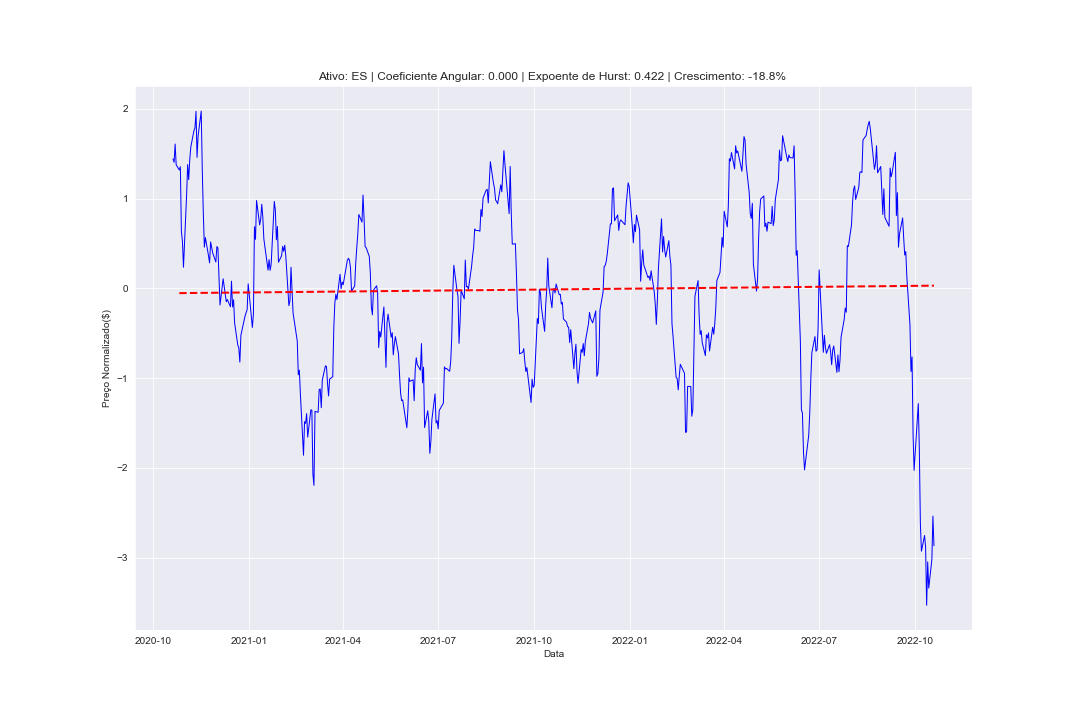 Ativo: ES | Coeficiente Angular: 0.000 | Expoente de Hurst: 0.422 | Crescimento: -18.8%
Preço Normalizado($)
2
1
0
−1
−2
−3
2020-10 2021-01 2021-04 2021-07 2021-10 2022-01 2022-04 2022-07 2022-10
Data